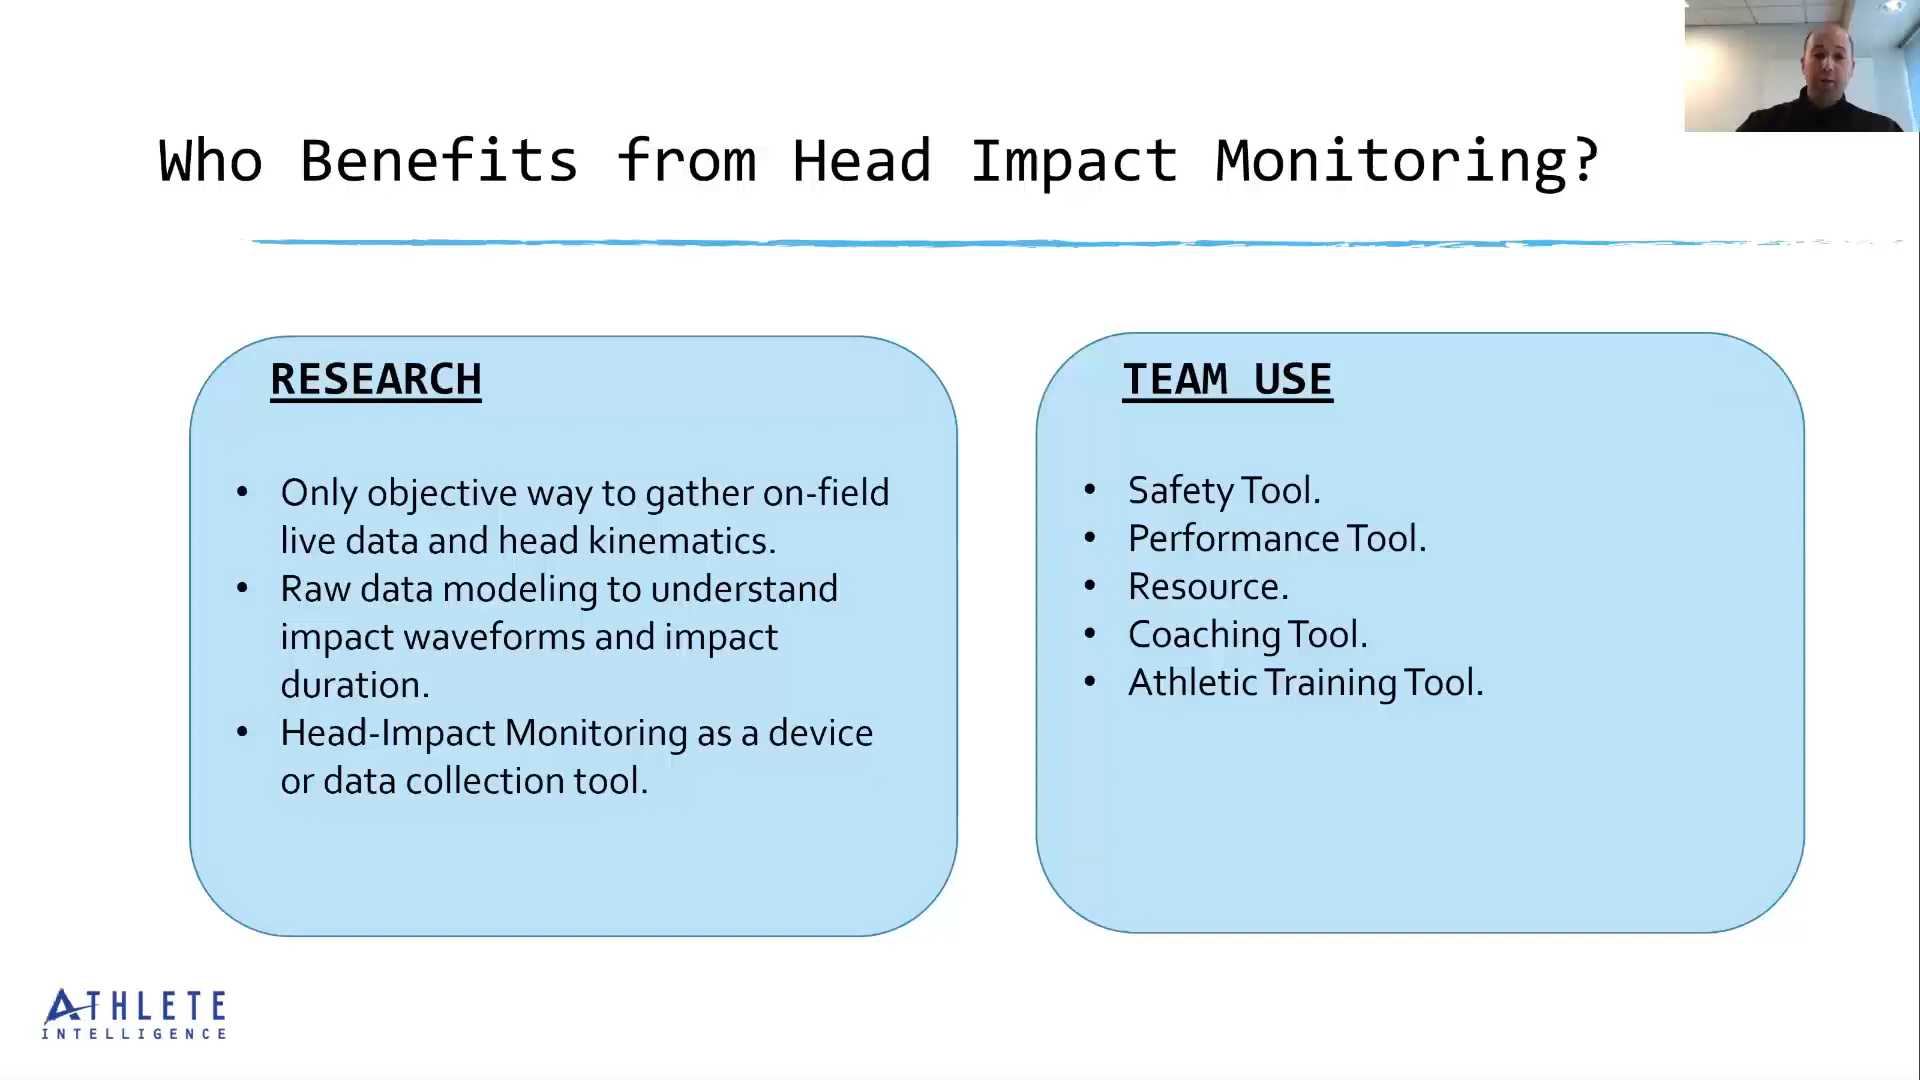 Who Benefits from Head Impact Monitoring?
RESEARCH
• Only objective way to gather on-field
live data and head kinematics.
• Raw data modeling to understand
impact waveforms and impact
duration.
• Head-Impact Monitoring as a device
or data collection tool.
TEAM USE
• Safety Tool.
• Performance Tool.
• Resource.
• Coaching Tool.
• Athletic Training Tool.
ATHLETE
INTELLIGENCE